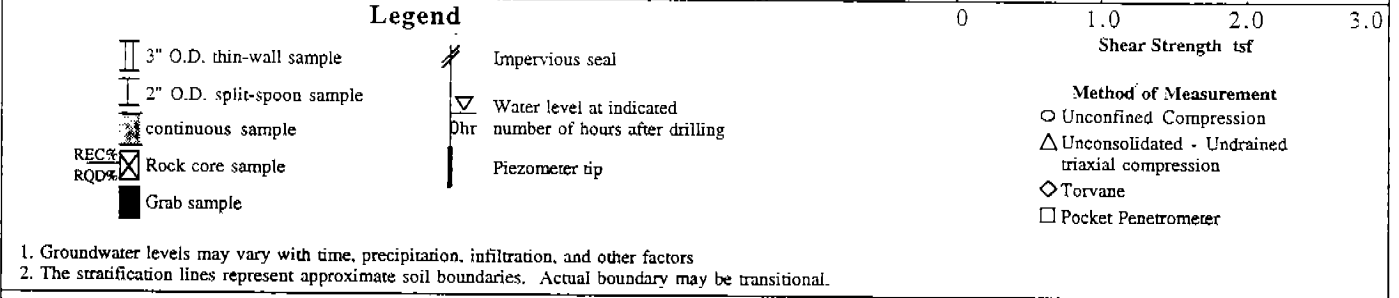 Legend
0 1.0 2.0 3.0
Shear Strength tsf
3" O.D. thin-wall sample
2" O.D. split-spoon sample
continuous sample
REC%
RQD%
Rock core sample
Grab sample
Impervious seal
Water level at indicated
0hr number of hours after drilling
Piezometer tip
Method of Measurement
Unconfined Compression
Unconsolidated - Undrained
triaxial compression
Torvane
Pocket Penetrometer
1. Groundwater levels may vary with time, precipitation, infiltration, and other factors
2. The stratification lines represent approximate soil boundaries. Actual boundary may be transitional.